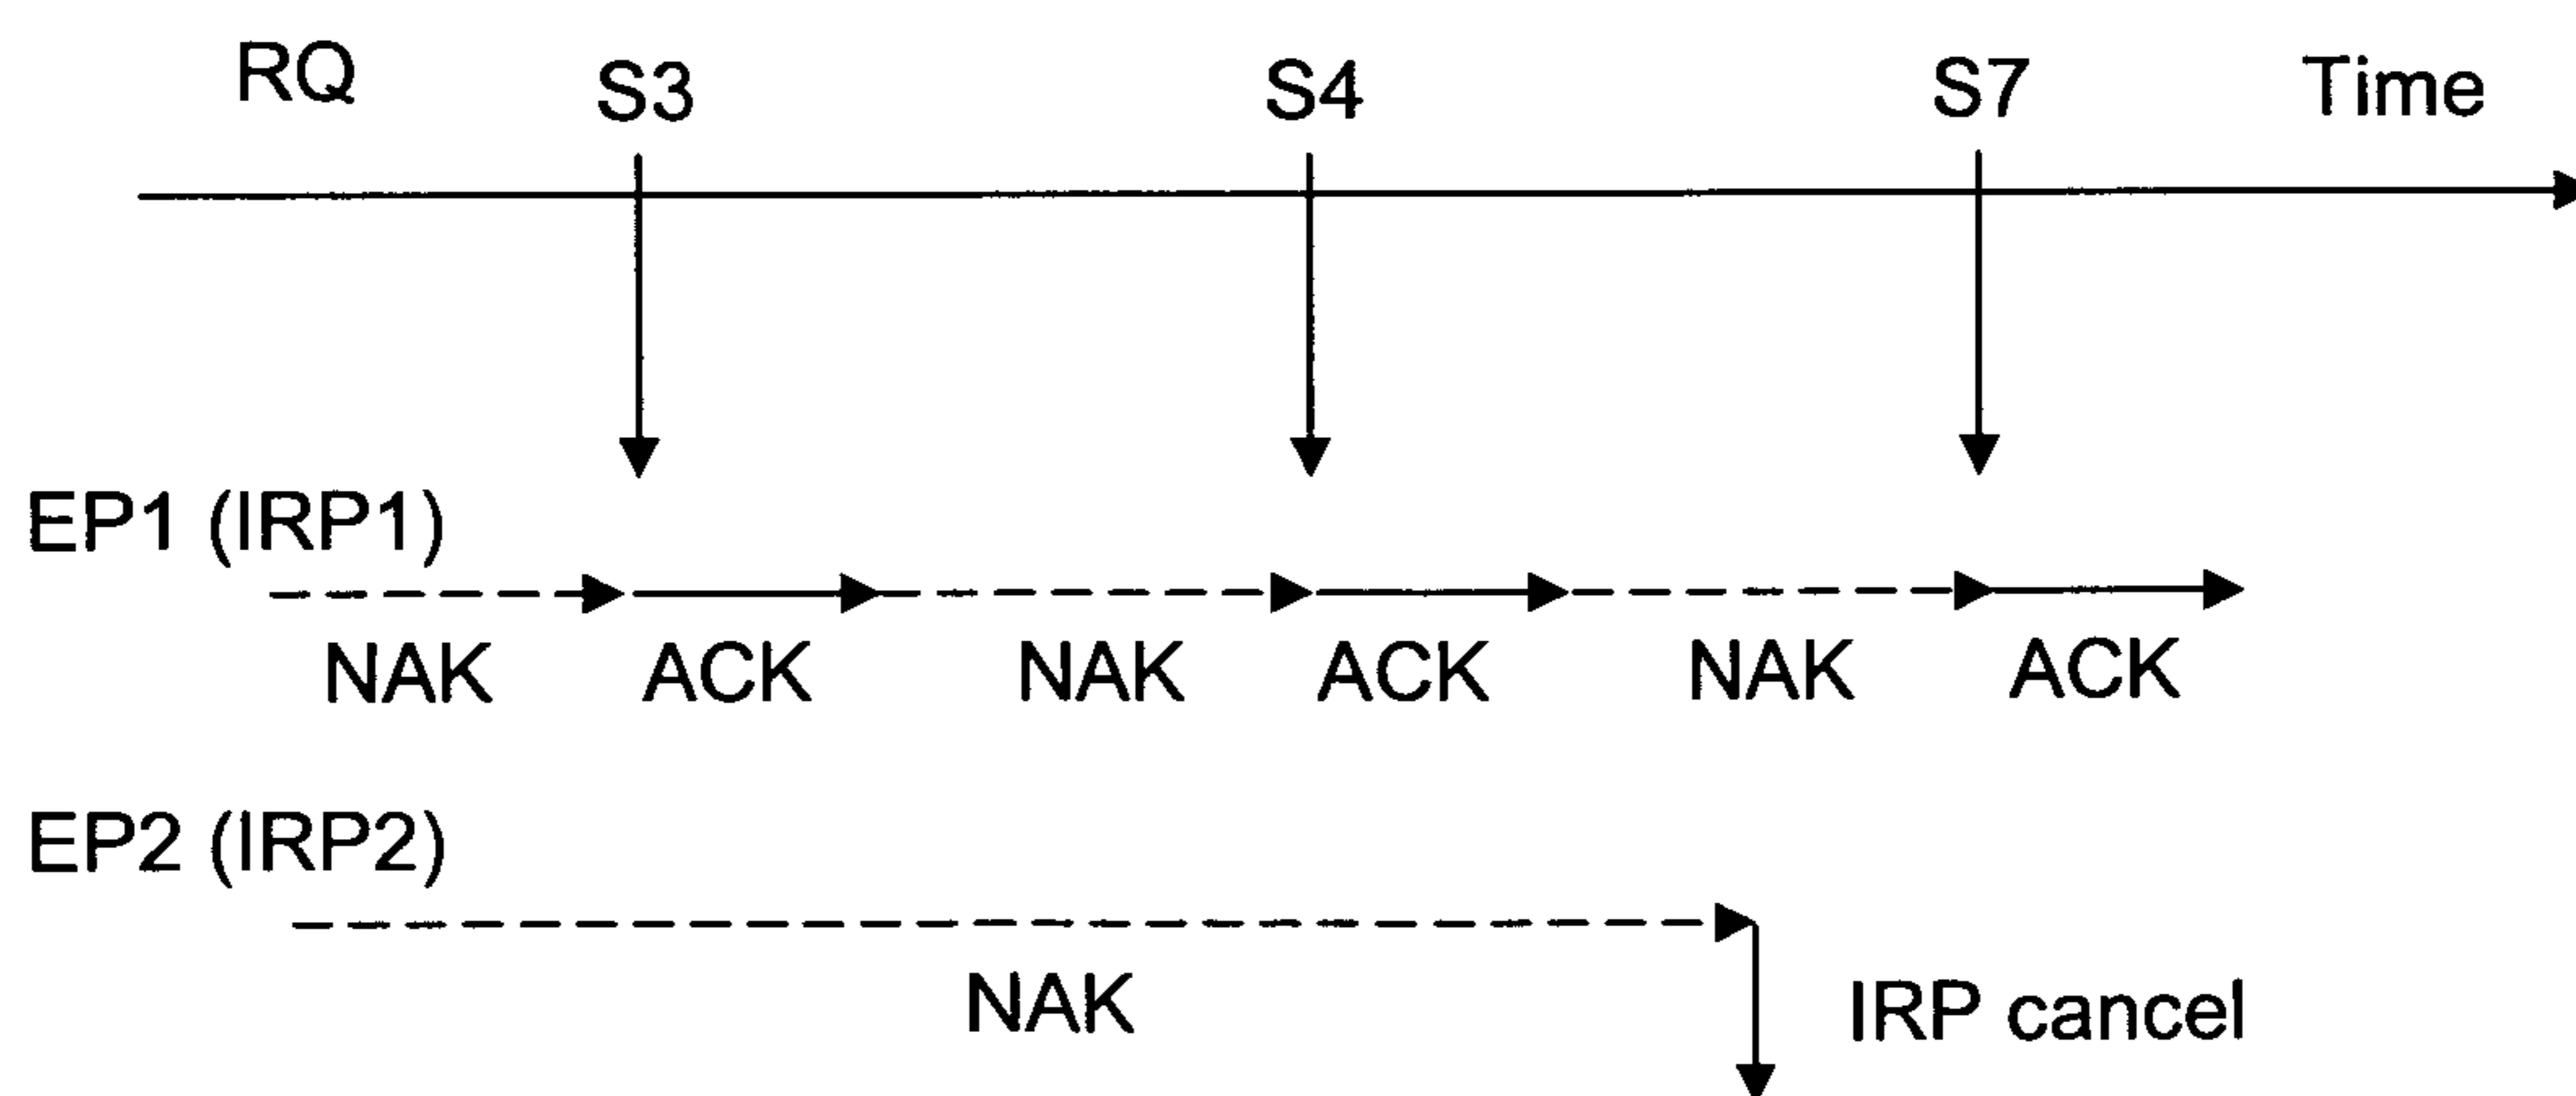 RQ S3 S4 S7 Time
EP1 (IRP1)
NAK ACK NAK ACK NAK ACK
EP2 (IRP2)
NAK
IRP cancel